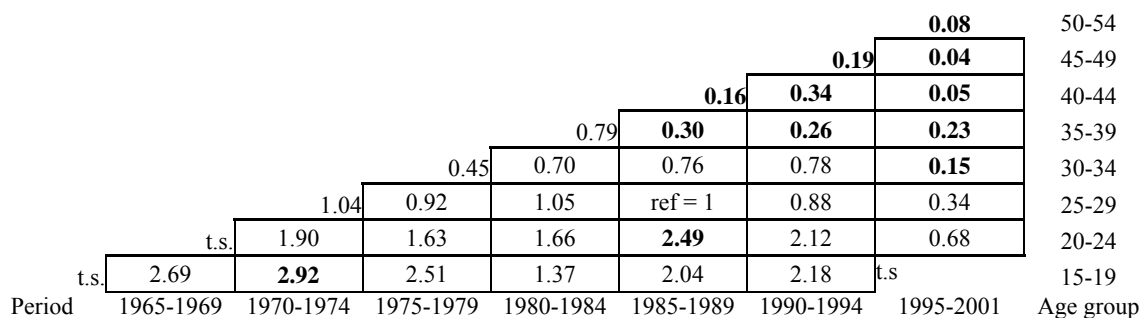 0.08 50-54
0.19 0.04 45-49
0.16 0.34 0.05 40-44
0.79 0.30 0.26 0.23 35-39
0.45 0.70 0.76 0.78 0.15 30-34
1.04 0.92 1.05 ref = 1 0.88 0.34 25-29
t.s. 1.90 1.63 1.66 2.49 2.12 0.68 20-24
t.s. 2.69 2.92 2.51 1.37 2.04 2.18 t.s 15-19
Period 1965-1969 1970-1974 1975-1979 1980-1984 1985-1989 1990-1994 1995-2001 Age group